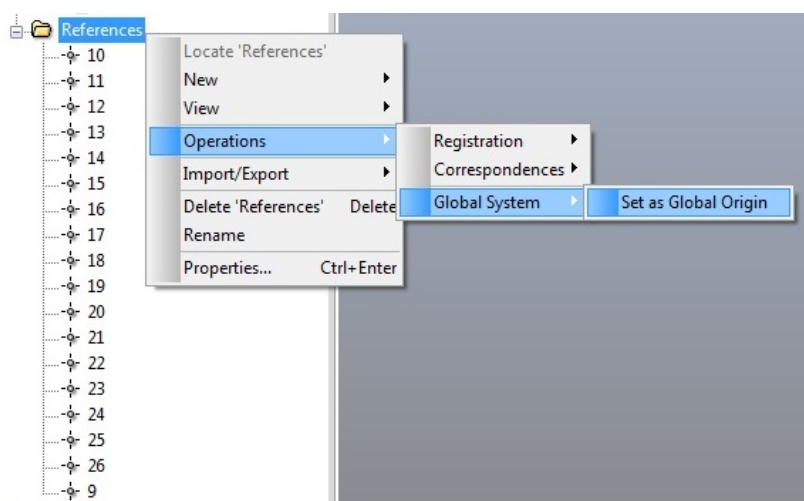 References
10
11
12
13
14
15
16
17
18
19
20
21
22
23
24
25
26
9
Locate 'References'
New
View
Operations
Import/Export
Delete 'References' Delete
Rename
Properties... Ctrl+Enter
Registration
Correspondences
Global System
Set as Global Origin